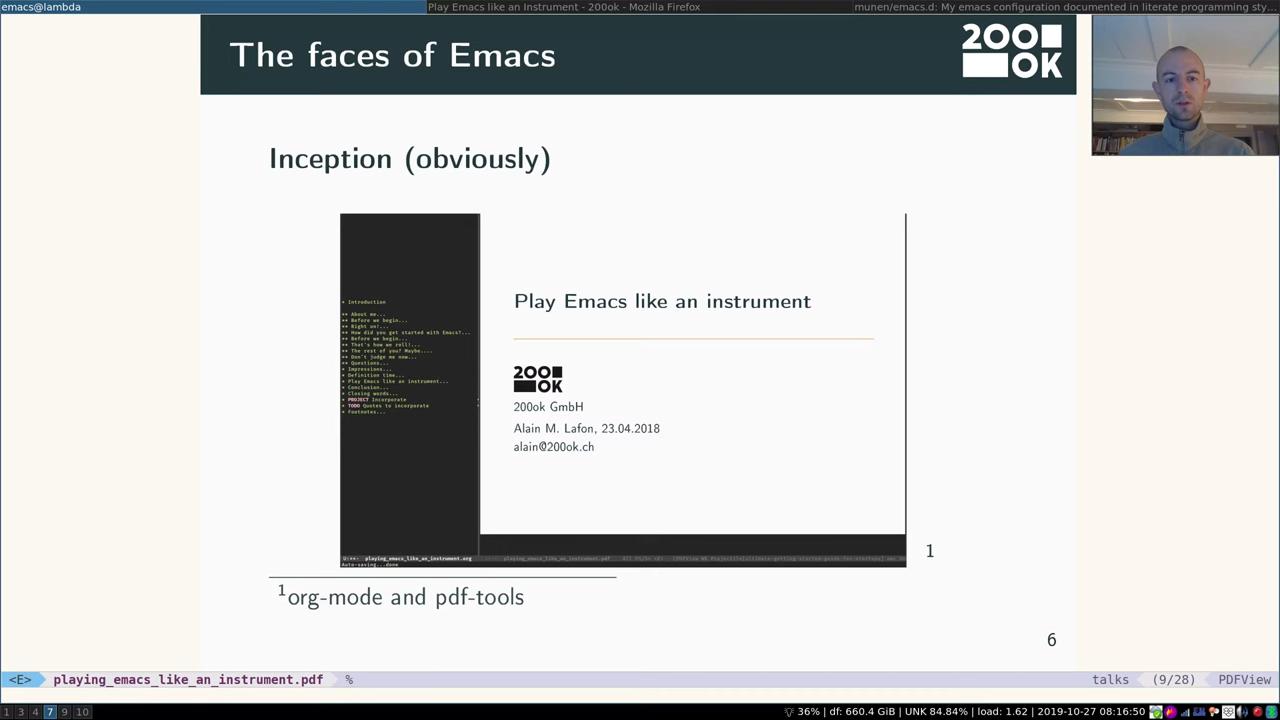 emacs@lambda
Play Emacs like an Instrument - 200ok - Mozilla Firefox
munen/emacs.d: My emacs configuration documented in literate programming sty...
The faces of Emacs
200
OK
Inception (obviously)
* Introduction
** About me...
** Before we begin...
** Right on!...
** How did you get started with Emacs?...
** Before we begin...
** That's how we roll!...
** The rest of you? Maybe....
** Don't judge me now...
** Questions...
* Impressions...
* Definition time...
* Play Emacs like an instrument...
* Conclusion...
* Closing words...
* PROJECT Incorporate
* TODO Quotes to incorporate
* Footnotes...
Play Emacs like an instrument
200
OK
200ok GmbH
Alain M. Lafon, 23.04.2018
alain@200ok.ch
playing_emacs_like_an_instrument.org
playing_emacs_like_an_instrument.pdf
Auto-saving...done
1
1org-mode and pdf-tools
6
<E> playing_emacs_like_an_instrument.pdf % talks (9/28) PDFView
1 3 4 7 9 10 36% | df: 660.4 GiB | UNK 84.84% | load: 1.62 | 2019-10-27 08:16:50